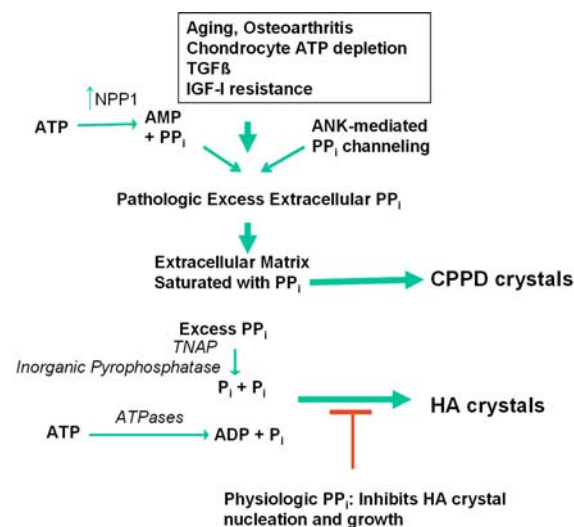 Aging, Osteoarthritis
Chondrocyte ATP depletion
TGFß
IGF-I resistance
↑NPP1
ATP
AMP
+ PPi
ANK-mediated
PPi channeling
Pathologic Excess Extracellular PPi
Extracellular Matrix
Saturated with PPi
CPPD crystals
Excess PPi
TNAP
Inorganic Pyrophosphatase
Pi + Pi
HA crystals
ATP
ATPases
ADP + Pi
Physiologic PPi: Inhibits HA crystal
nucleation and growth